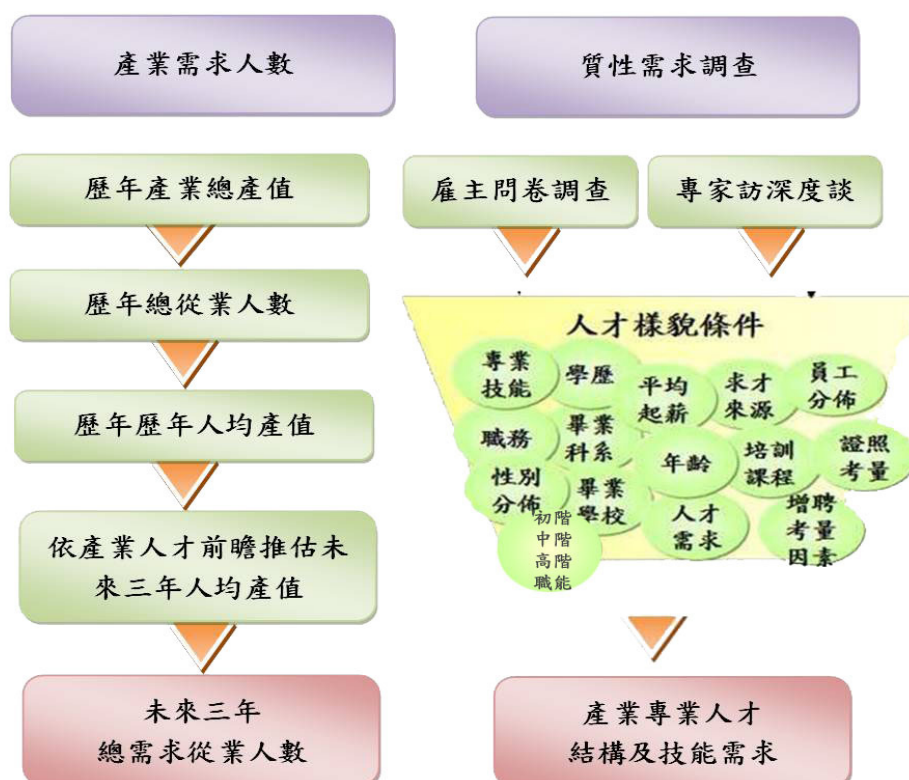 產業需求人數
歷年產業總產值
歷年總從業人數
歷年歷年人均產值
依產業人才前瞻推估未
來三年人均產值
未來三年
總需求從業人數
質性需求調查
雇主問卷調查
專家訪深度談
人才樣貌條件
專業
技能
學歷
平均
起薪
求才
來源
員工
分佈
職務
畢業
科系
年齡
培訓
課程
證照
考量
性別
分佈
畢業
學校
人才
需求
增聘
考量
因素
初階
中階
高階
職能
產業專業人才
結構及技能需求